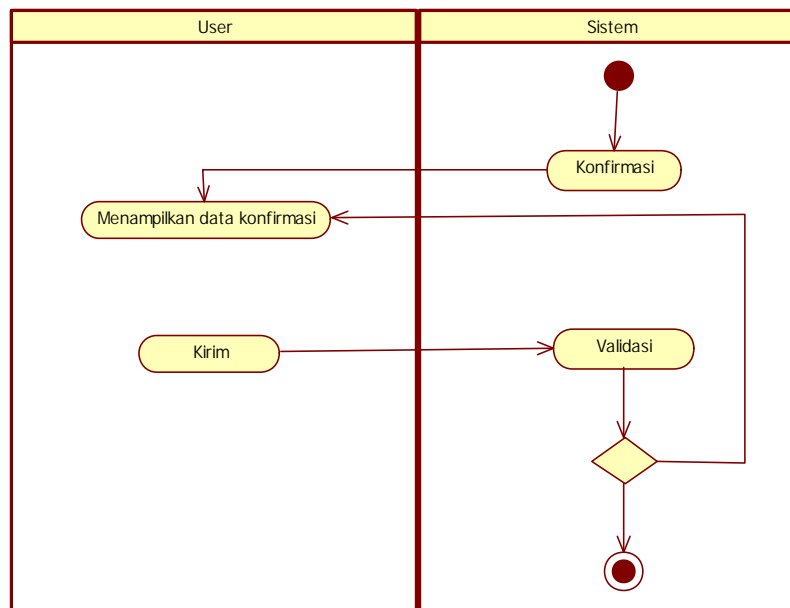 User
Sistem
Konfirmasi
Menampilkan data konfirmasi
Kirim
Validasi